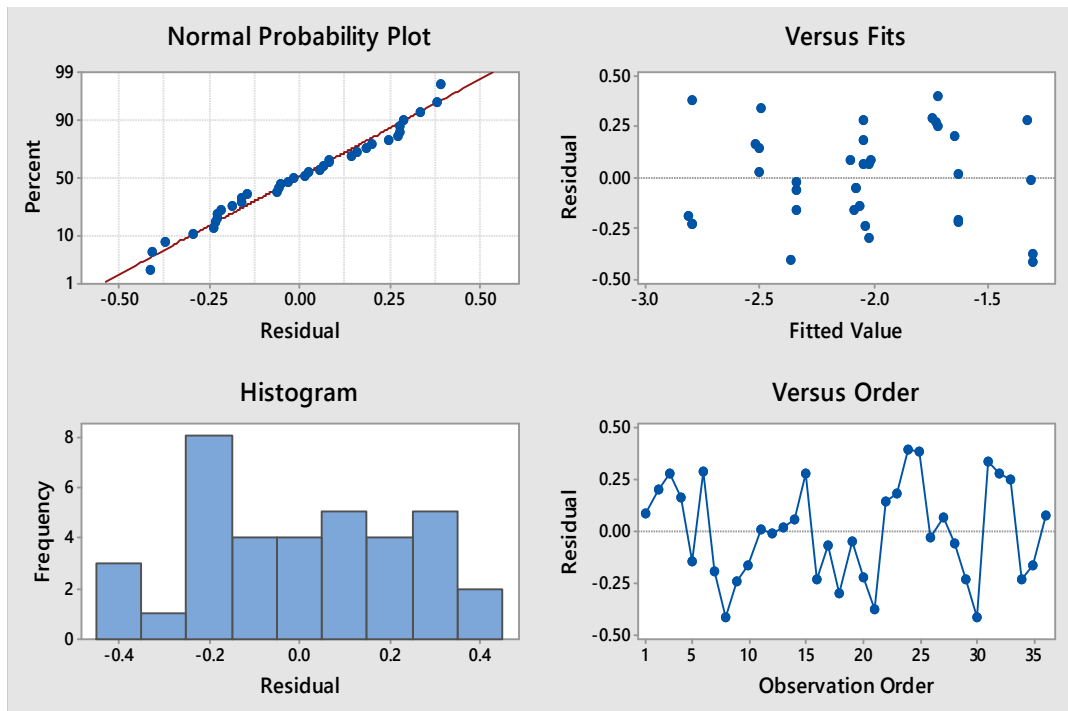 Normal Probability Plot
99
90
50
10
1
Percent
-0.50 -0.25 0.00 0.25 0.50
Residual
Versus Fits
0.50
0.25
0.00
-0.25
-0.50
Residual
-3.0 -2.5 -2.0 -1.5
Fitted Value
Histogram
8
6
4
2
0
Frequency
-0.4 -0.2 0.0 0.2 0.4
Residual
Versus Order
0.50
0.25
0.00
-0.25
-0.50
Residual
1 5 10 15 20 25 30 35
Observation Order